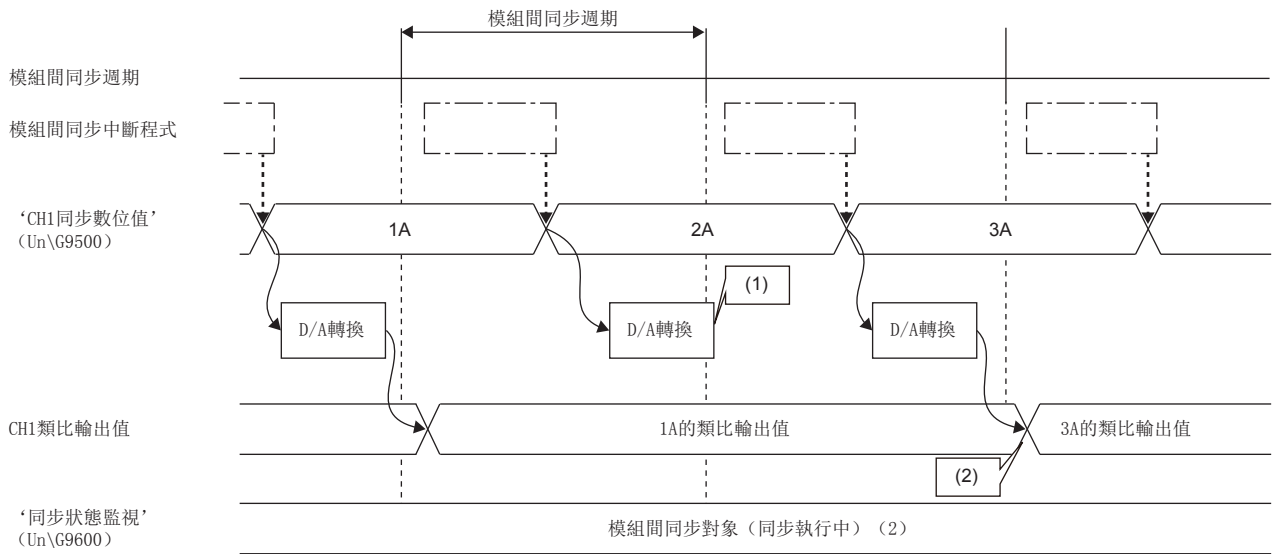 模組間同步週期
模組間同步週期
模組間同步中斷程式
‘CH1同步數位值’
（Un\G9500）
1A
2A
3A
(1)
D/A轉換
D/A轉換
D/A轉換
CH1類比輸出值
1A的類比輸出值
3A的類比輸出值
(2)
‘同步狀態監視’
（Un\G9600）
模組間同步對象（同步執行中）（2）